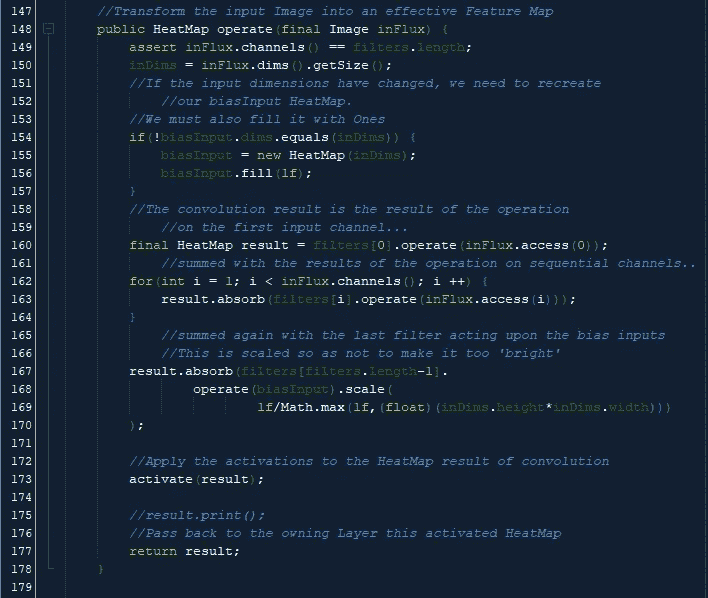 147 //Transform the input Image into an effective Feature Map
148 public HeatMap operate(final Image inFlux) {
149 assert inFlux.channels() == filters.length;
150 inDims = inFlux.dims().getSize();
151 //If the input dimensions have changed, we need to recreate
152 //our biasInput HeatMap.
153 //We must also fill it with Ones
154 if(!biasInput.dims.equals(inDims)) {
155 biasInput = new HeatMap(inDims);
156 biasInput.fill(1f);
157 }
158 //The convolution result is the result of the operation
159 //on the first input channel...
160 final HeatMap result = filters[0].operate(inFlux.access(0));
161 //summed with the results of the operation on sequential channels..
162 for(int i = 1; i < inFlux.channels(); i ++) {
163 result.absorb(filters[i].operate(inFlux.access(i)));
164 }
165 //summed again with the last filter acting upon the bias inputs
166 //This is scaled so as not to make it too 'bright'
167 result.absorb(filters[filters.length-1].
168 operate(biasInput).scale(
169 1f/Math.max(1f,(float)(inDims.height*inDims.width)))
170 );
171
172 //Apply the activations to the HeatMap result of convolution
173 activate(result);
174
175 //result.print();
176 //Pass back to the owning Layer this activated HeatMap
177 return result;
178 }
179